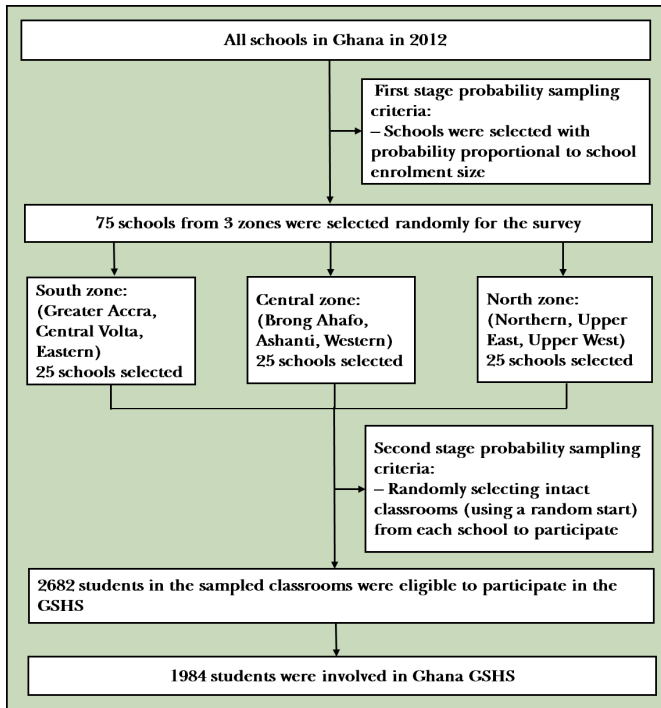 All schools in Ghana in 2012
First stage probability sampling
criteria:
– Schools were selected with
probability proportional to school
enrolment size
75 schools from 3 zones were selected randomly for the survey
South zone:
(Greater Accra,
Central Volta,
Eastern)
25 schools selected
Central zone:
(Brong Ahafo,
Ashanti, Western)
25 schools selected
North zone:
(Northern, Upper
East, Upper West)
25 schools selected
Second stage probability sampling
criteria:
– Randomly selecting intact
classrooms (using a random start)
from each school to participate
2682 students in the sampled classrooms were eligible to participate in the
GSHS
1984 students were involved in Ghana GSHS